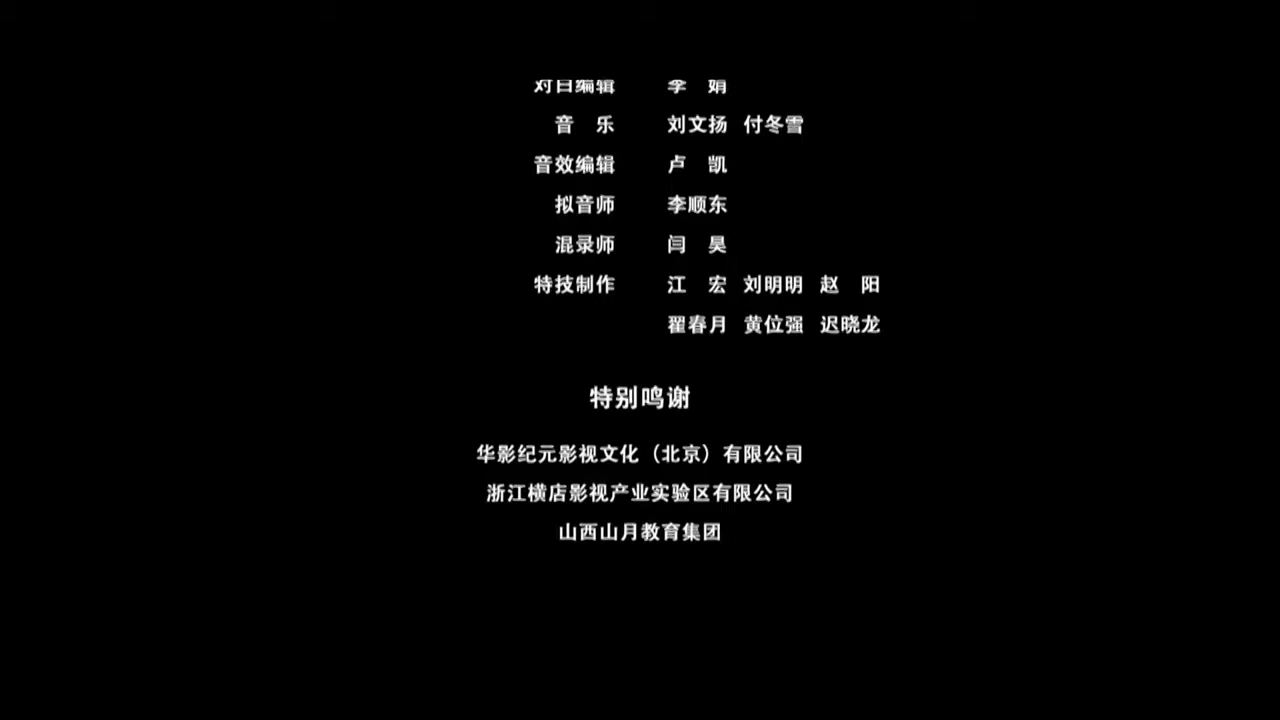 对白编辑 李 娟
音 乐 刘文扬 付冬雪
音效编辑 卢 凯
拟音师 李顺东
混录师 闫 昊
特技制作 江 宏 刘明明 赵 阳
翟春月 黄位强 迟晓龙
特别鸣谢
华影纪元影视文化（北京）有限公司
浙江横店影视产业实验区有限公司
山西山月教育集团